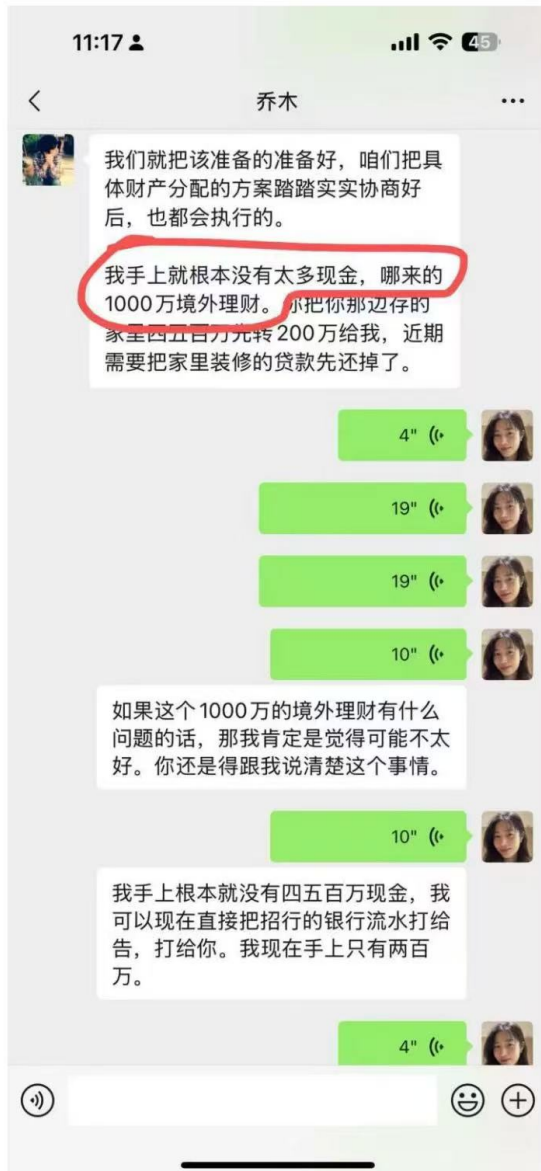 11:17
45
乔木
我们就把该准备的准备好，咱们把具
体财产分配的方案踏踏实实协商好
后，也都会执行的。
我手上就根本没有太多现金，哪来的
1000万境外理财。你把你那边存的
家里四五百万先转200万给我，近期
需要把家里装修的贷款先还掉了。
4"
19"
19"
10"
如果这个1000万的境外理财有什么
问题的话，那我肯定是觉得可能不太
好。你还是得跟我说清楚这个事情。
10"
我手上根本就没有四五百万现金，我
可以现在直接把招行的银行流水打给
告，打给你。我现在手上只有两百
万。
4"